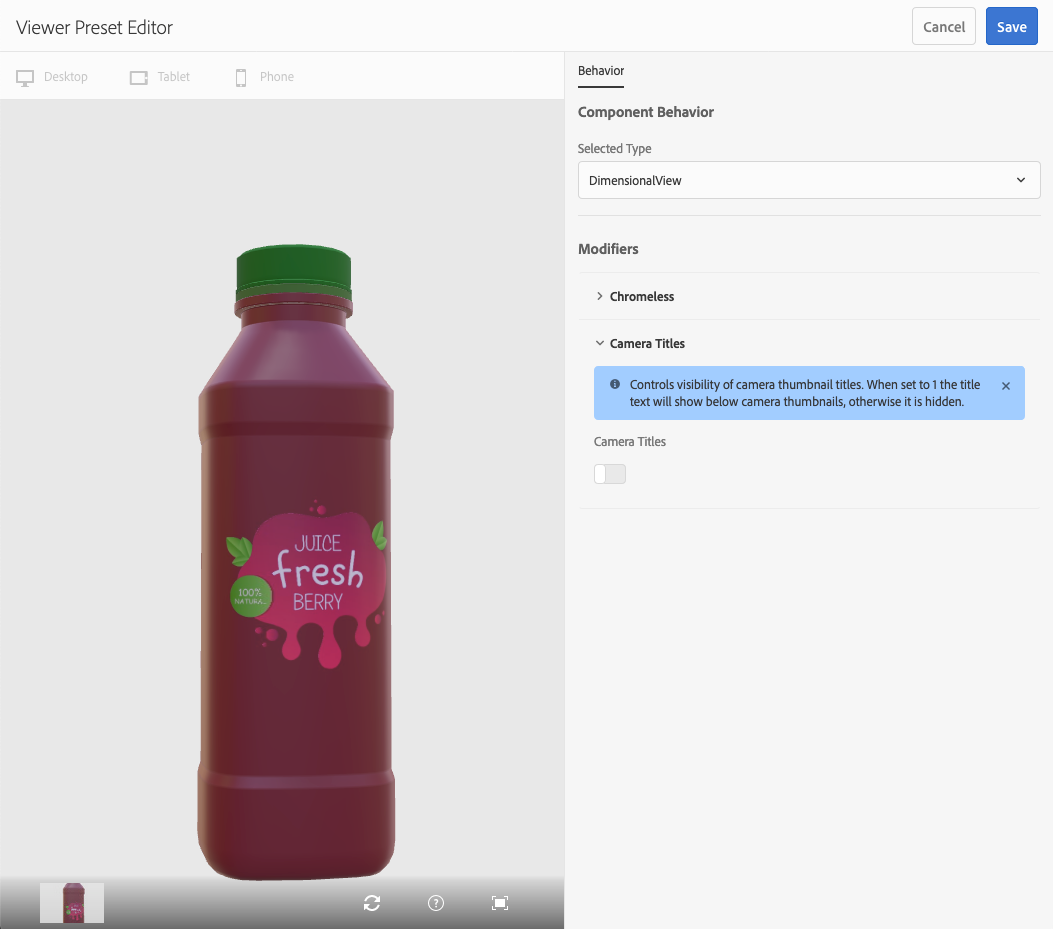 Viewer Preset Editor
Cancel
Save
Desktop
Tablet
Phone
Behavior
Component Behavior
Selected Type
DimensionalView
Modifiers
Chromeless
Camera Titles
Controls visibility of camera thumbnail titles. When set to 1 the title
text will show below camera thumbnails, otherwise it is hidden.
Camera Titles
JUICE
fresh
BERRY
100%